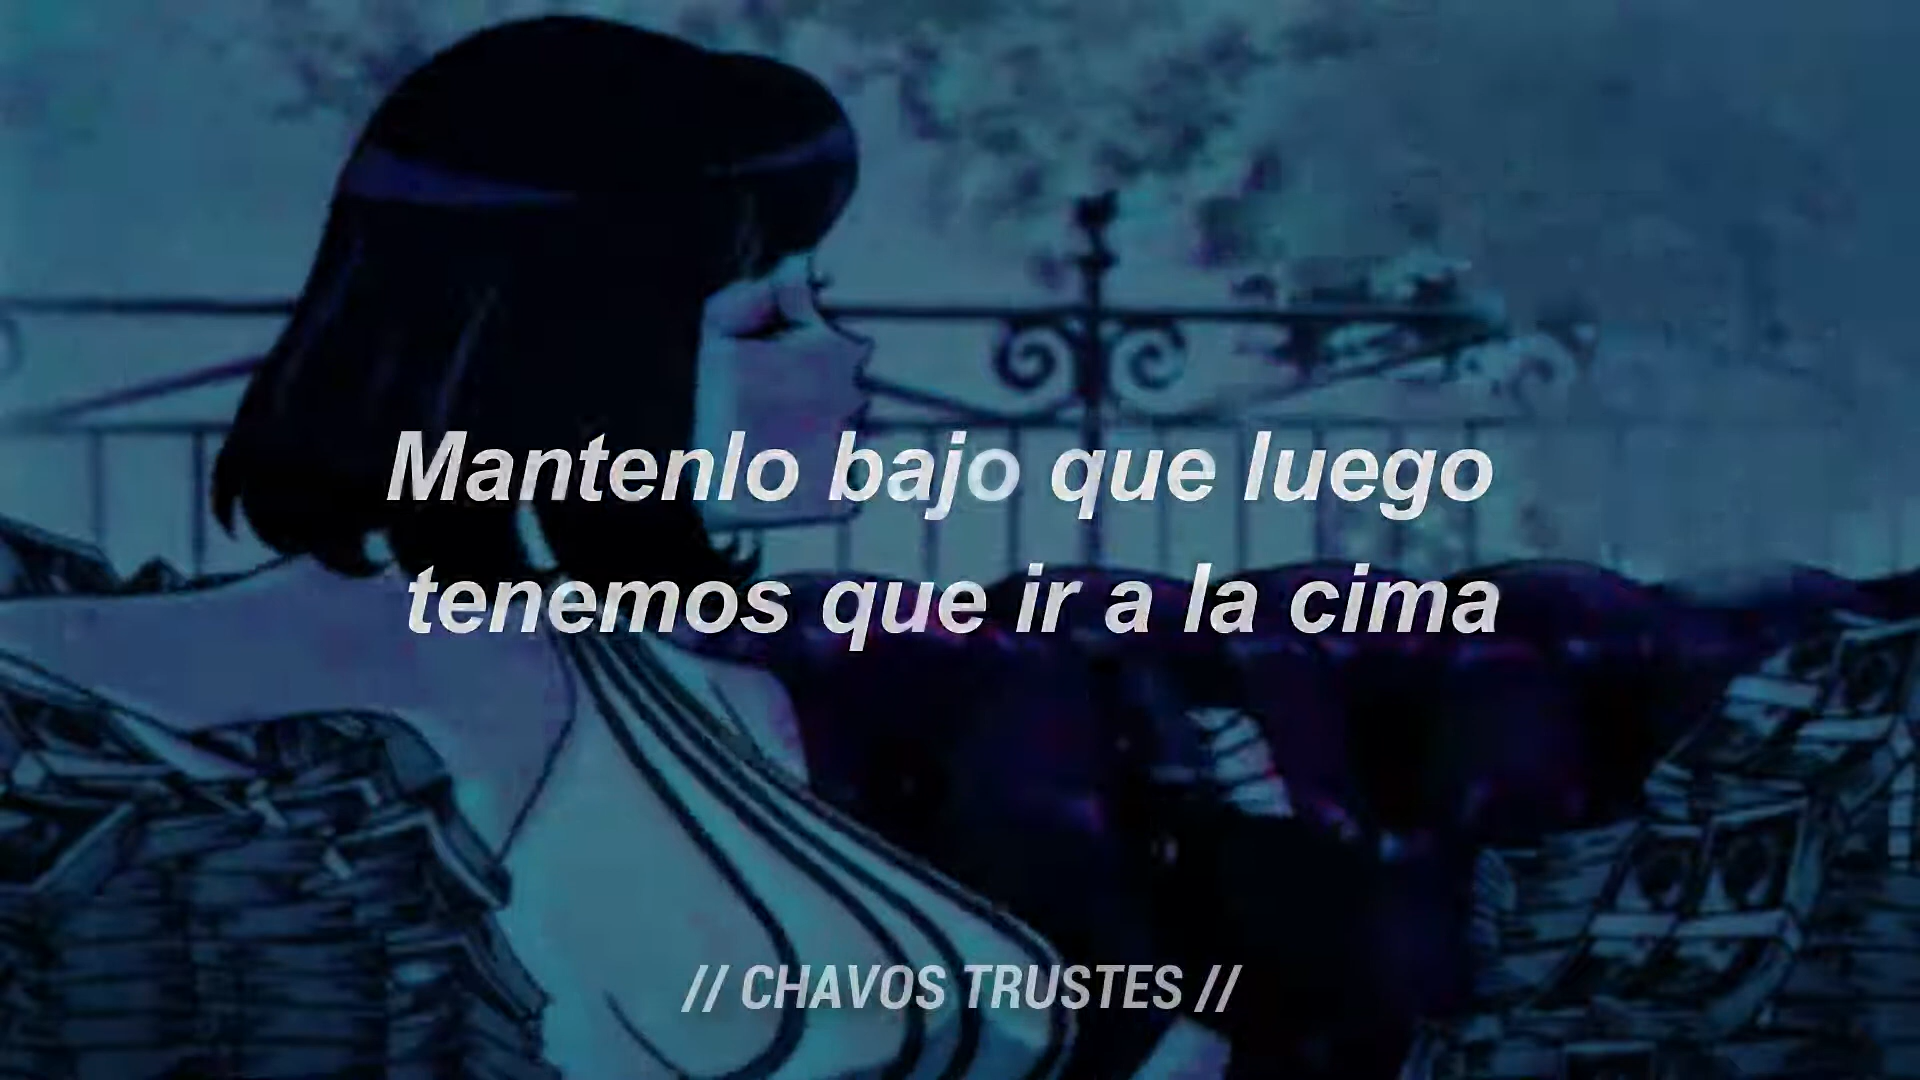 Mantenlo bajo que luego
tenemos que ir a la cima
// CHAVOS TRUSTES //